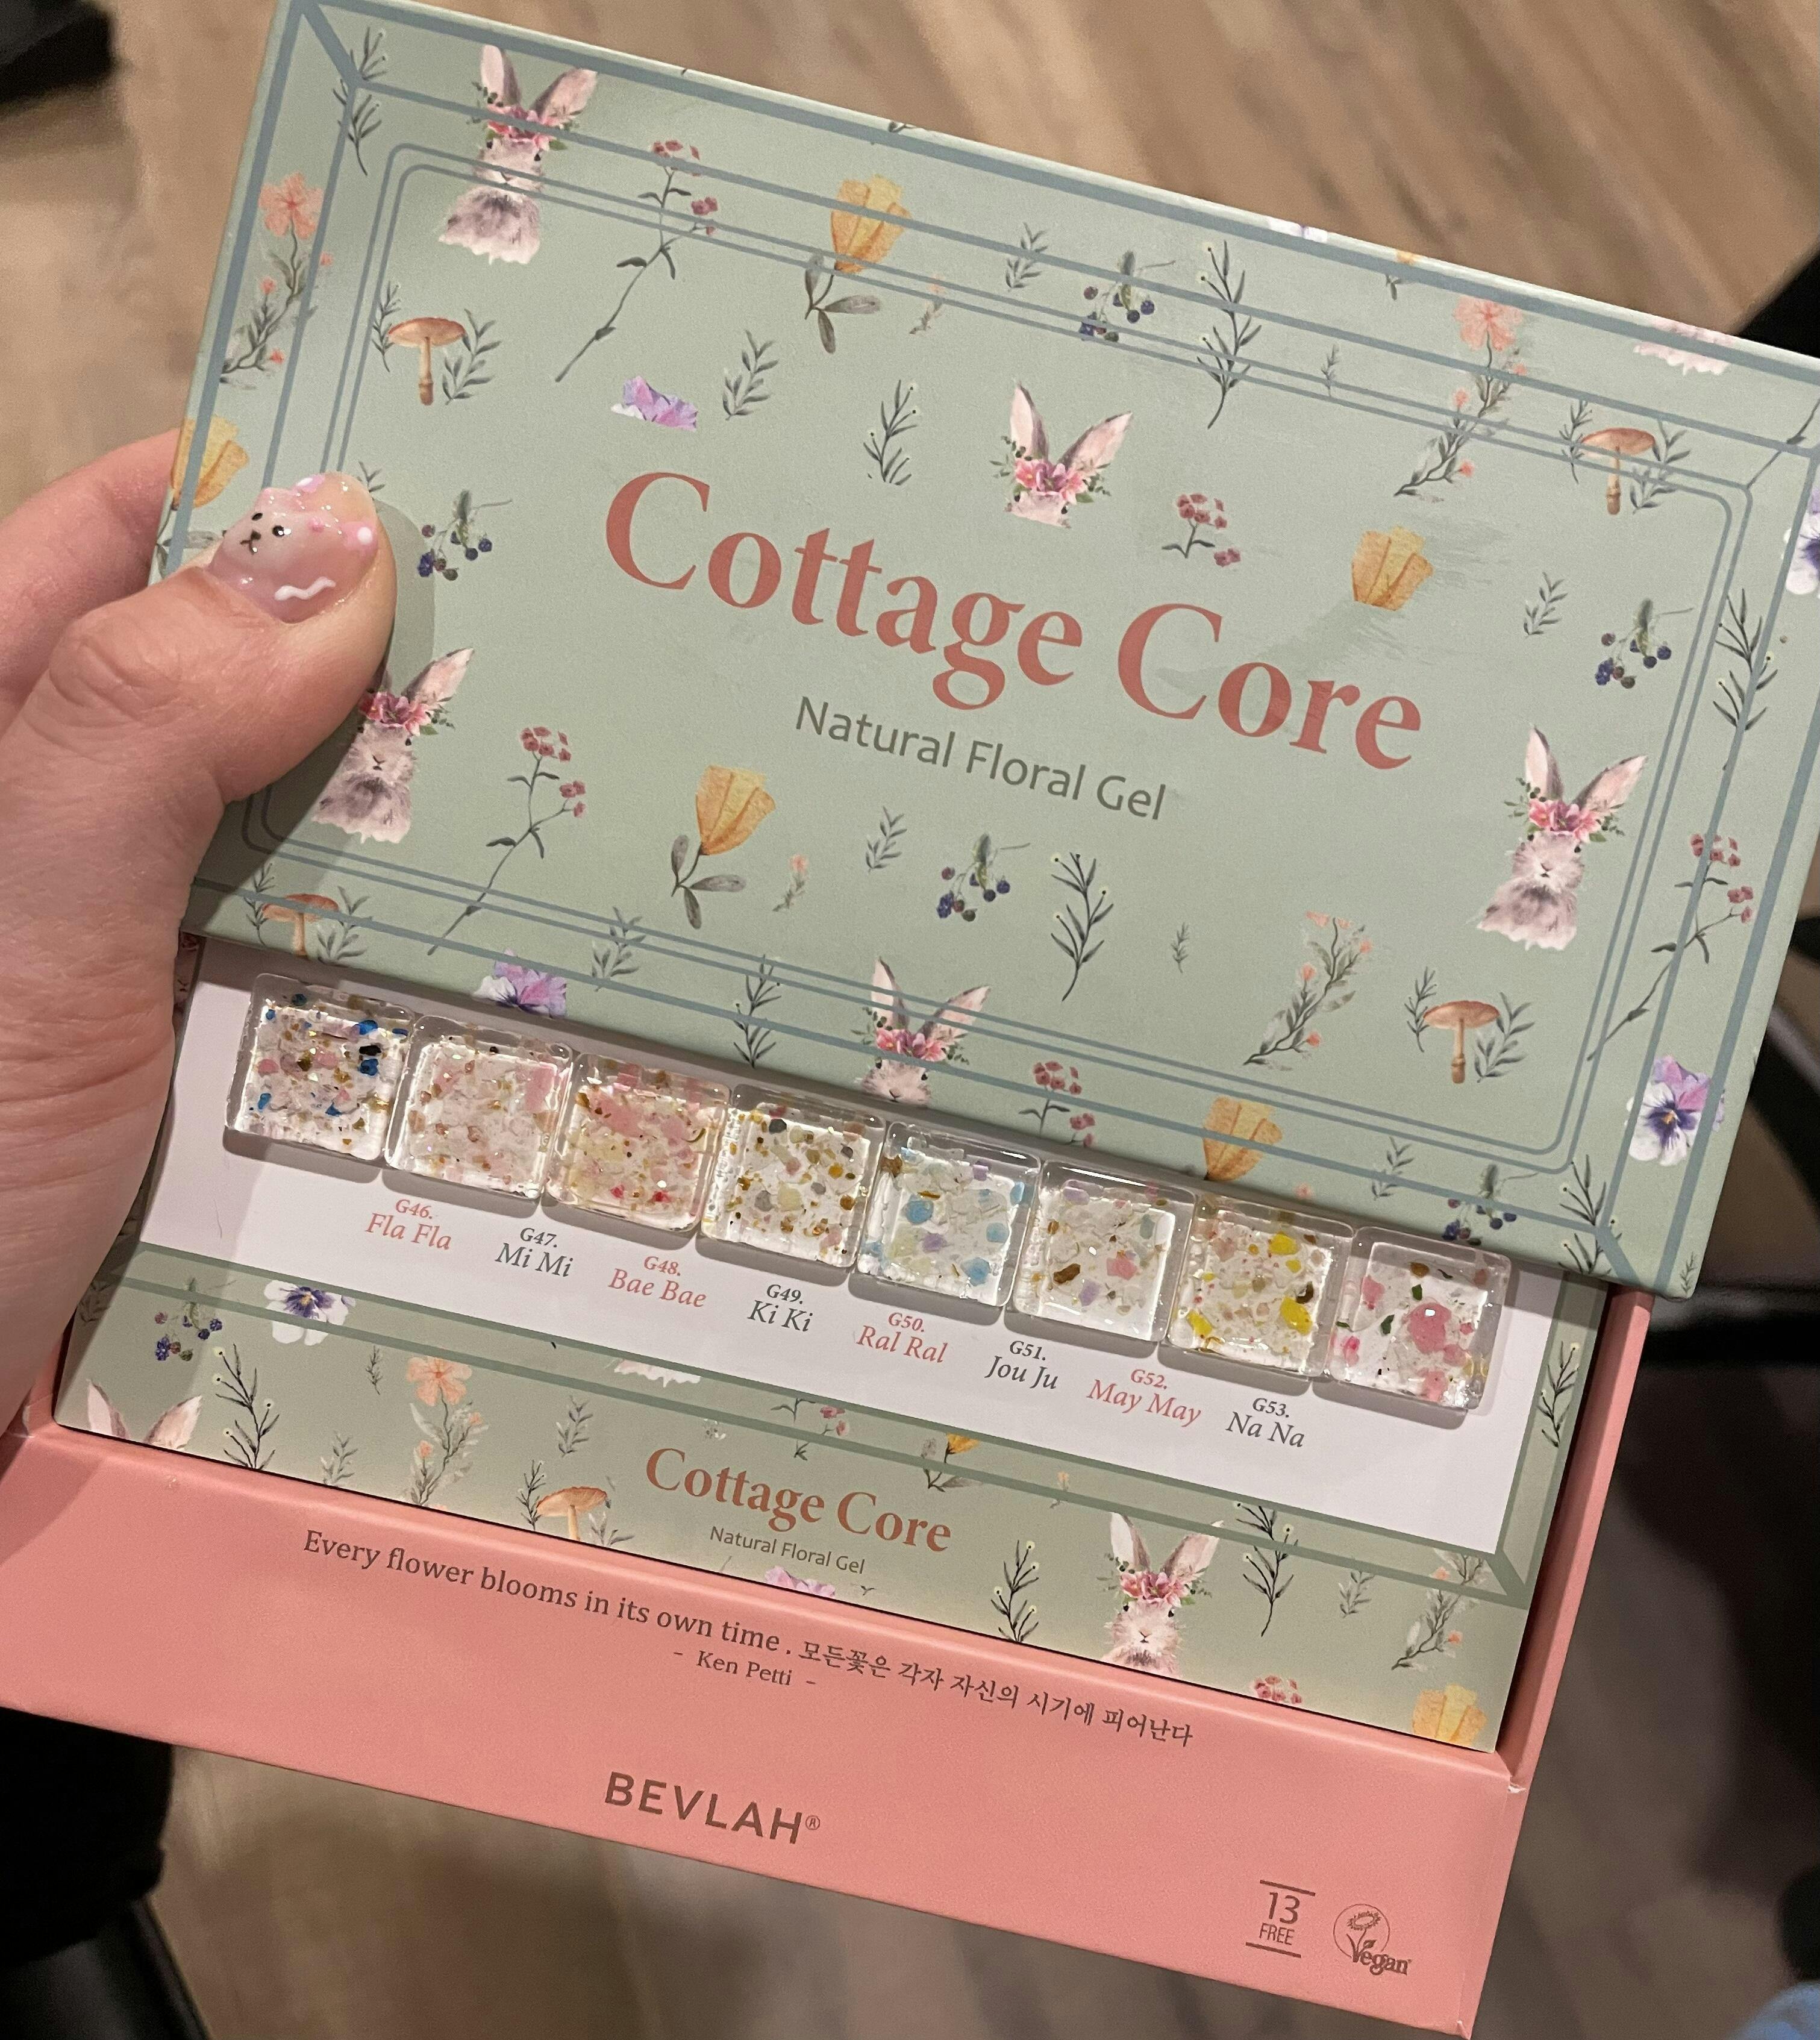 Cottage Core
Natural Floral Gel
G46.
Fla Fla
G47.
Mi Mi
G48.
Bae Bae
G49.
Ki Ki
G50.
Ral Ral
G51.
Jou Ju
G52.
May May
G53.
Na Na
Cottage Core
Natural Floral Gel
Every flower blooms in its own time . 모든꽃은 각자 자신의 시기에 피어난다
- Ken Petti -
BEVLAH®
13
FREE
Vegan